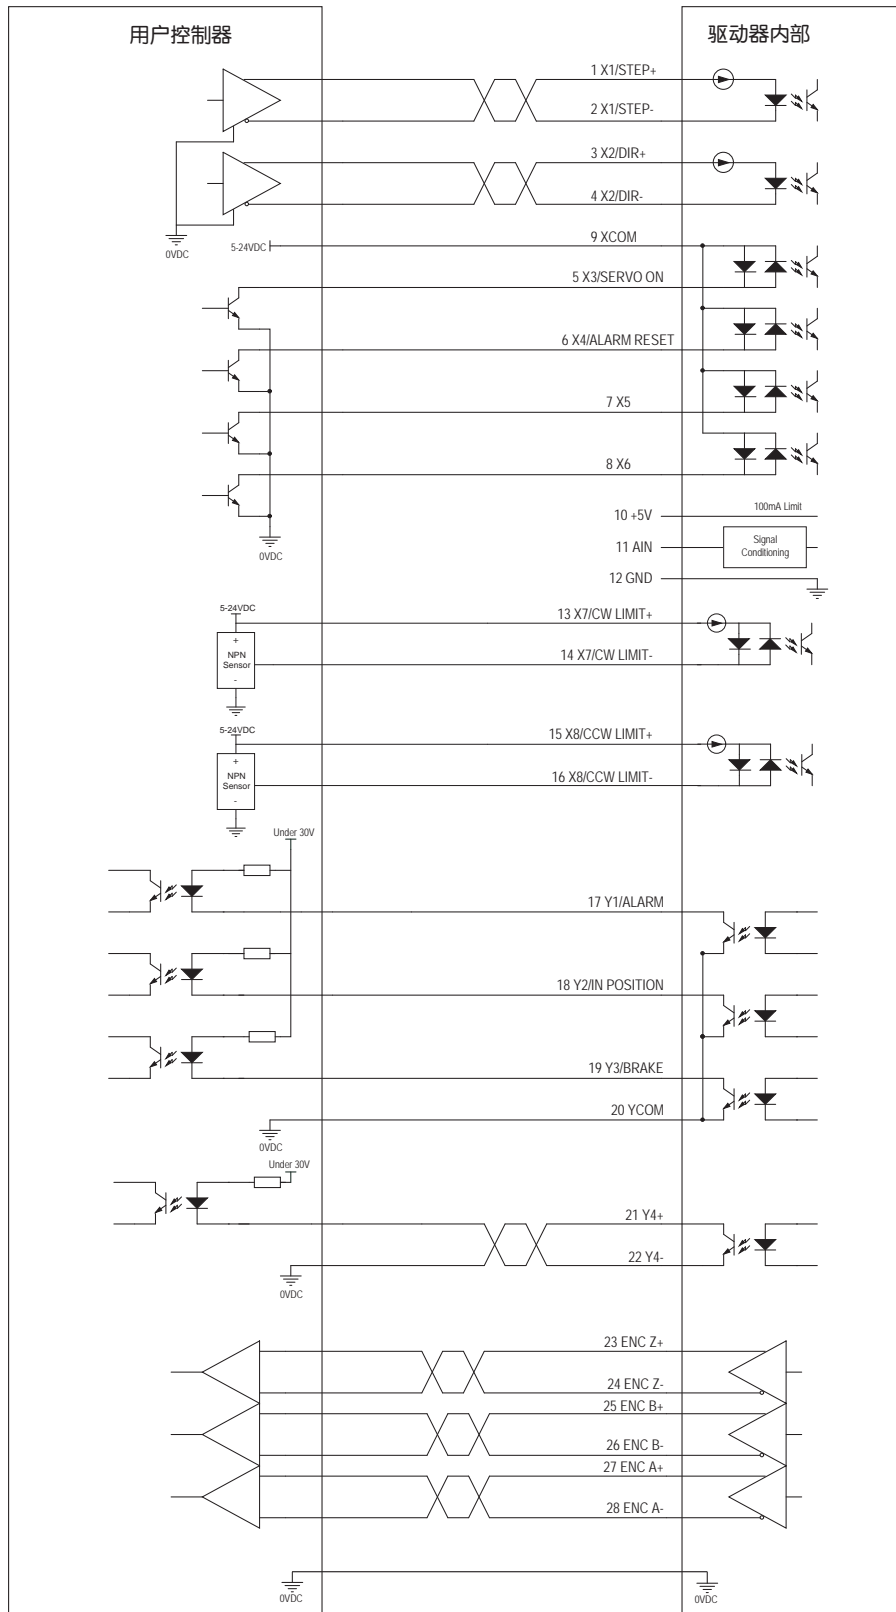 用户控制器
驱动器内部
1 X1/STEP+
2 X1/STEP-
3 X2/DIR+
4 X2/DIR-
0VDC
5-24VDC
9 XCOM
5 X3/SERVO ON
6 X4/ALARM RESET
7 X5
8 X6
0VDC
10 +5V
100mA Limit
11 AIN
Signal
Conditioning
12 GND
5-24VDC
13 X7/CW LIMIT+
+
NPN
Sensor
-
14 X7/CW LIMIT-
5-24VDC
15 X8/CCW LIMIT+
+
NPN
Sensor
-
16 X8/CCW LIMIT-
Under 30V
17 Y1/ALARM
18 Y2/IN POSITION
19 Y3/BRAKE
20 YCOM
0VDC
Under 30V
21 Y4+
22 Y4-
0VDC
23 ENC Z+
24 ENC Z-
25 ENC B+
26 ENC B-
27 ENC A+
28 ENC A-
0VDC
0VDC